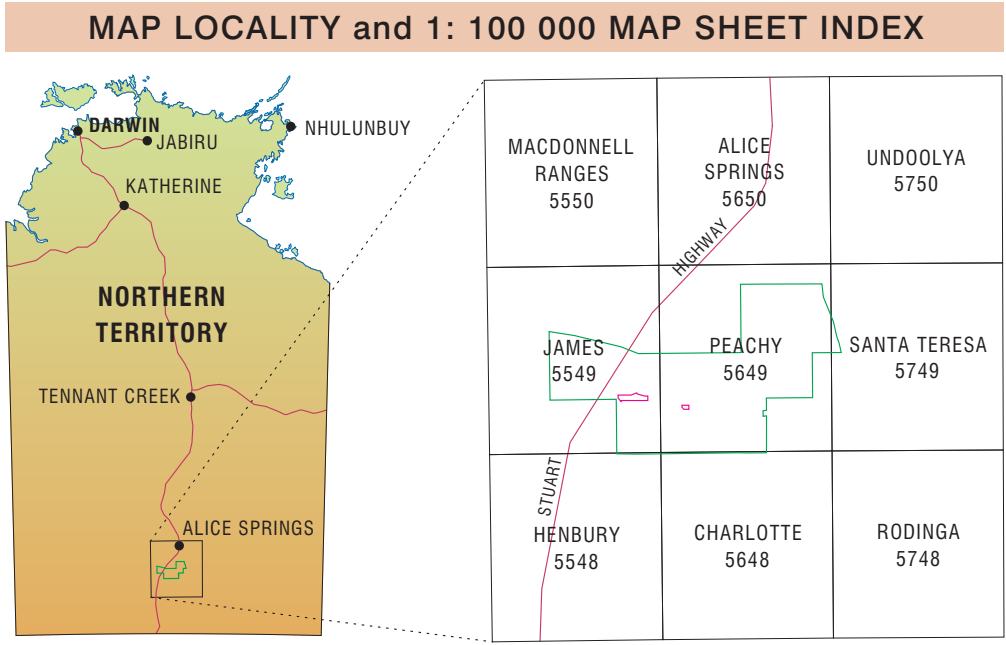 MAP LOCALITY and 1: 100 000 MAP SHEET INDEX
DARWIN
JABIRU
NHULUNBUY
KATHERINE
NORTHERN
TERRITORY
TENNANT CREEK
ALICE SPRINGS
MACDONNELL
RANGES
5550
ALICE
SPRINGS
5650
UNDOOLYA
5750
HIGHWAY
JAMES
5549
PEACHY
5649
SANTA TERESA
5749
STUART
HENBURY
5548
CHARLOTTE
5648
RODINGA
5748